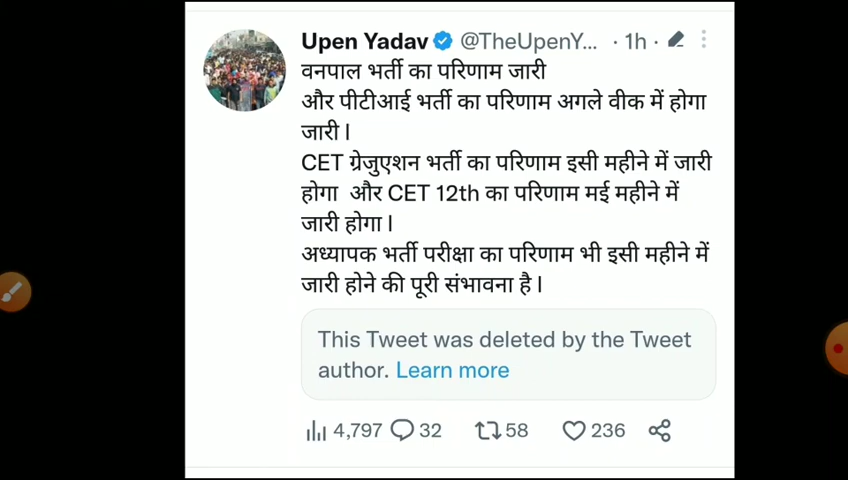 Upen Yadav @TheUpenY... · 1h ·
वनपाल भर्ती का परिणाम जारी
और पीटीआई भर्ती का परिणाम अगले वीक में होगा
जारी l
CET ग्रेजुएशन भर्ती का परिणाम इसी महीने में जारी
होगा और CET 12th का परिणाम मई महीने में
जारी होगा l
अध्यापक भर्ती परीक्षा का परिणाम भी इसी महीने में
जारी होने की पूरी संभावना है l
This Tweet was deleted by the Tweet
author. Learn more
4,797 32 58 236